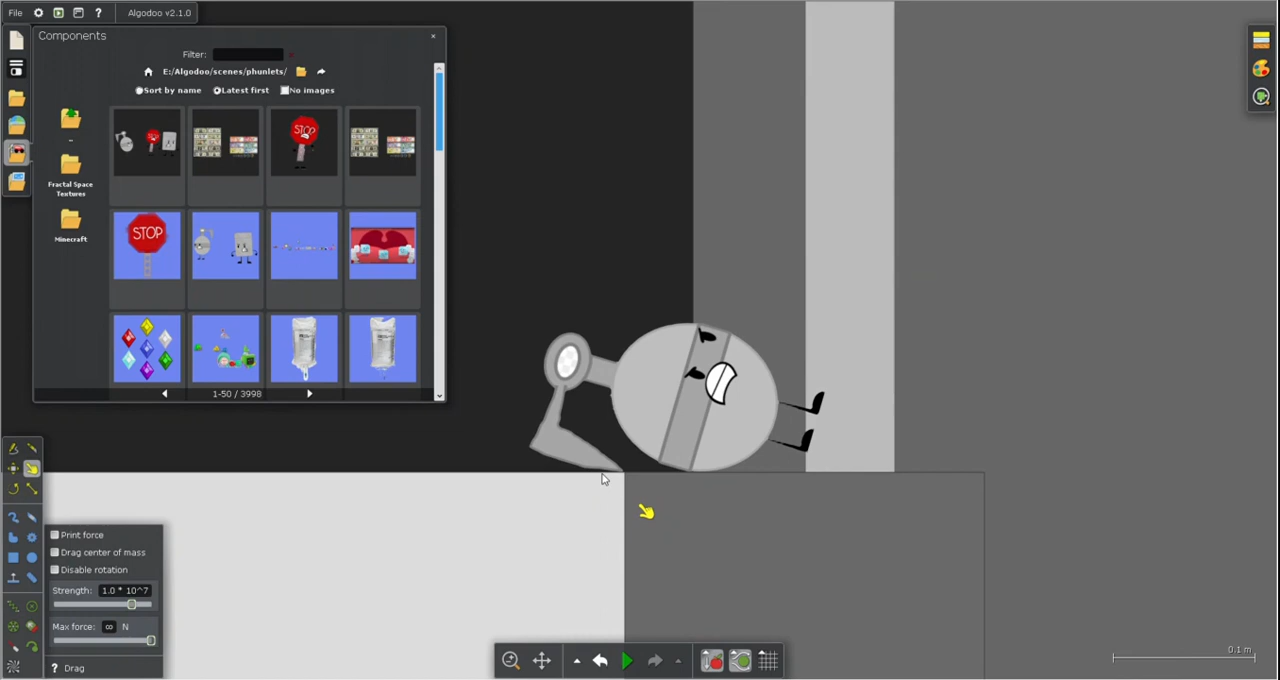 File
?
Algodoo v2.1.0
Components
×
Filter:
E:/Algodoo/scenes/phunlets/
Sort by name
Latest first
No images
..
Fractal Space
Textures
Minecraft
STOP
STOP
STOP
1-50 / 3998
Print force
Drag center of mass
Disable rotation
Strength: 1.0 * 10^7
Max force: ∞ N
? Drag
0.1 m